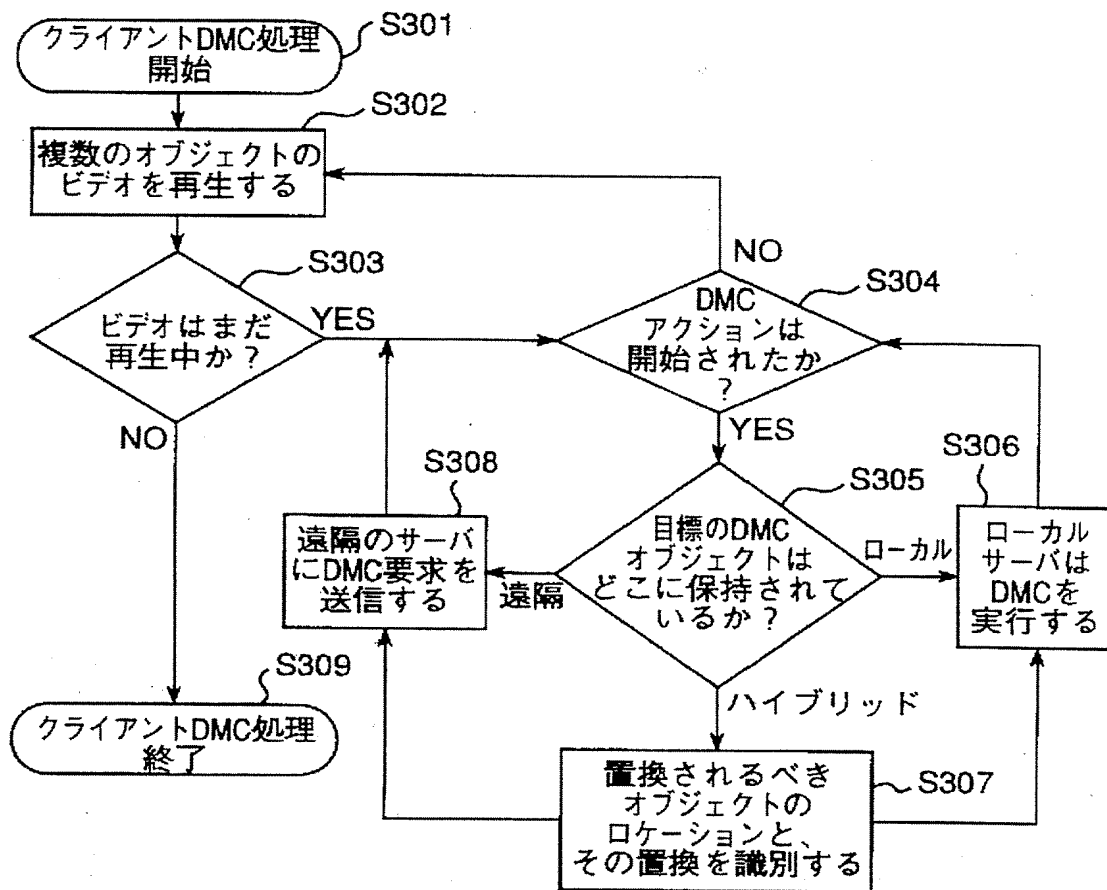 クライアントDMC処理
開始
S301
S302
複数のオブジェクトの
ビデオを再生する
S303
ビデオはまだ
再生中か？
YES
NO
NO
S304
DMC
アクションは
開始されたか
？
YES
S305
目標のDMC
オブジェクトは
どこに保持されて
いるか？
ローカル
遠隔
ハイブリッド
S306
ローカル
サーバは
DMCを
実行する
S308
遠隔のサーバ
にDMC要求を
送信する
S307
置換されるべき
オブジェクトの
ロケーションと、
その置換を識別する
S309
クライアントDMC処理
終了